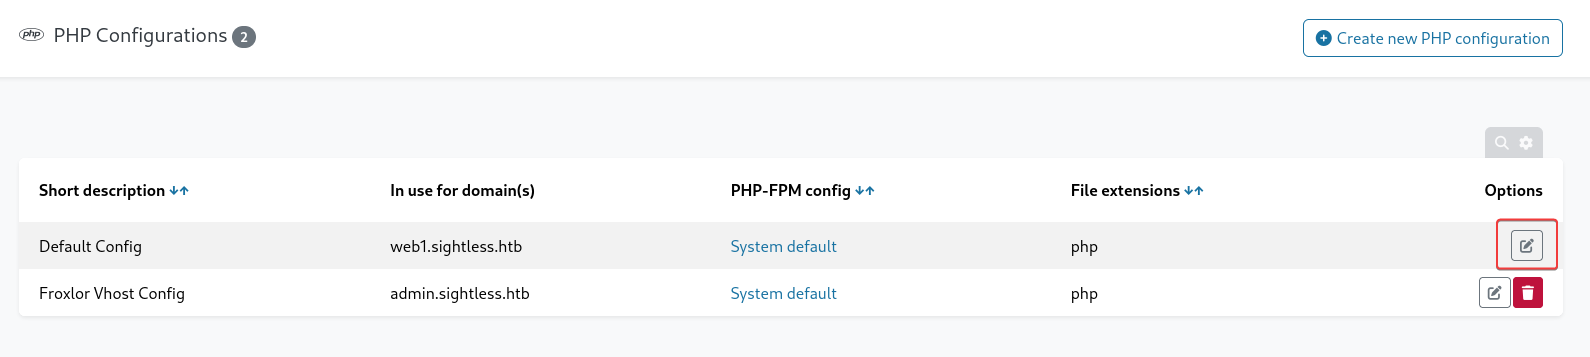 php PHP Configurations 2
Create new PHP configuration
Short description In use for domain(s) PHP-FPM config File extensions Options
Default Config web1.sightless.htb System default php
Froxlor Vhost Config admin.sightless.htb System default php